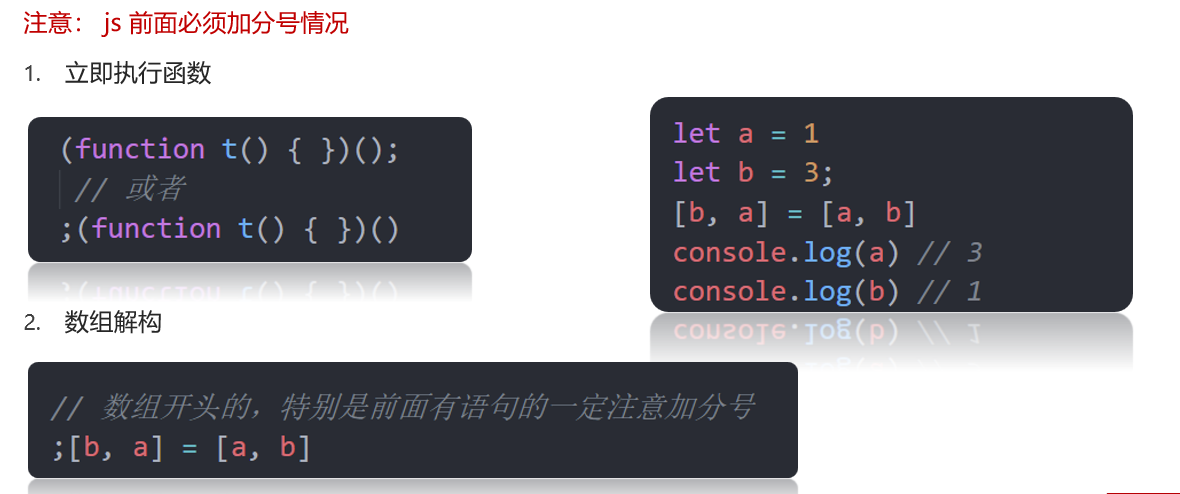 注意： js 前面必须加分号情况
1. 立即执行函数
(function t() { })();
// 或者
;(function t() { })()
let a = 1
let b = 3;
[b, a] = [a, b]
console.log(a) // 3
console.log(b) // 1
2. 数组解构
// 数组开头的，特别是前面有语句的一定注意加分号
;[b, a] = [a, b]